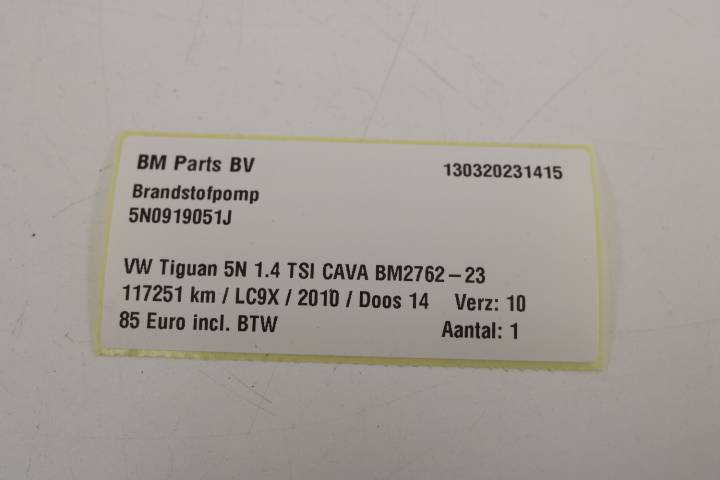 BM Parts BV 130320231415
Brandstofpomp
5N0919051J
VW Tiguan 5N 1.4 TSI CAVA BM2762-23
117251 km / LC9X / 2010 / Doos 14 Verz: 10
85 Euro incl. BTW Aantal: 1